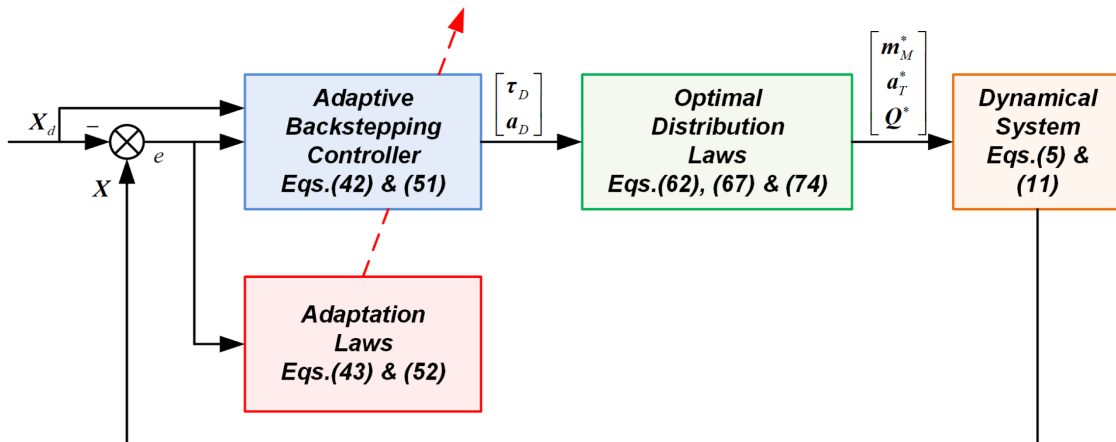 X_d
−
e
X
Adaptive
Backstepping
Controller
Eqs.(42) & (51)
τ_D
a_D
Optimal
Distribution
Laws
Eqs.(62), (67) & (74)
m*_M
a*_T
Q*
Dynamical
System
Eqs.(5) &
(11)
Adaptation
Laws
Eqs.(43) & (52)